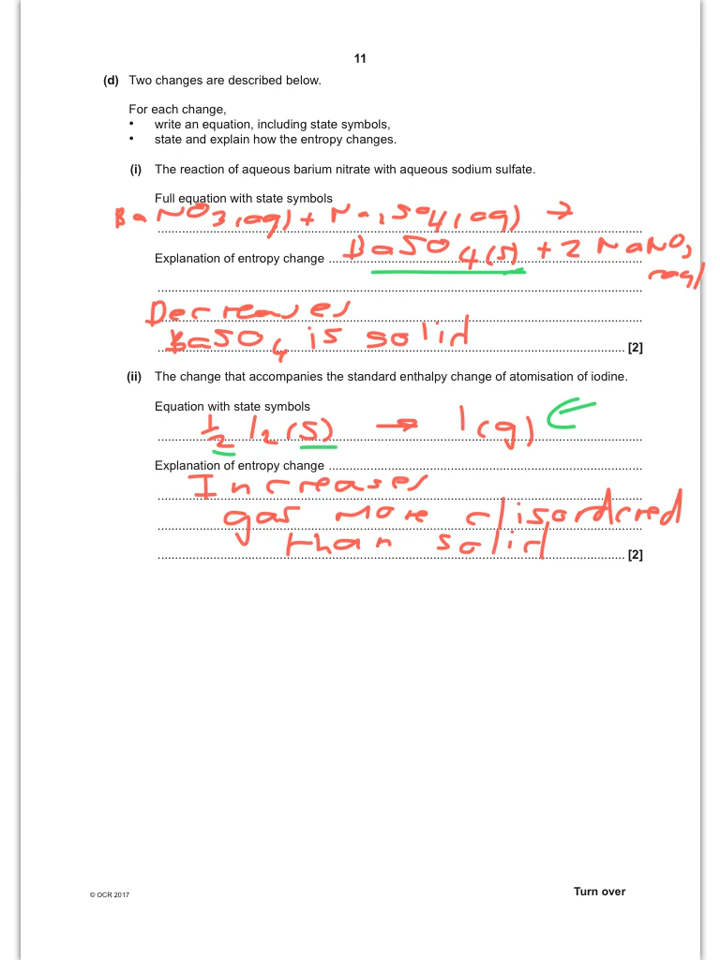 11
(d) Two changes are described below.
For each change,
• write an equation, including state symbols,
• state and explain how the entropy changes.
(i) The reaction of aqueous barium nitrate with aqueous sodium sulfate.
Full equation with state symbols
BaNO3(aq) + Na2SO4(aq) →
Explanation of entropy change BaSO4(s) + 2NaNO3
(aq)
Decreases
BaSO4 is solid
[2]
(ii) The change that accompanies the standard enthalpy change of atomisation of iodine.
Equation with state symbols
½ I2(s) → I(g)
Explanation of entropy change
Increases
gas more disordered
than solid
[2]
© OCR 2017
Turn over